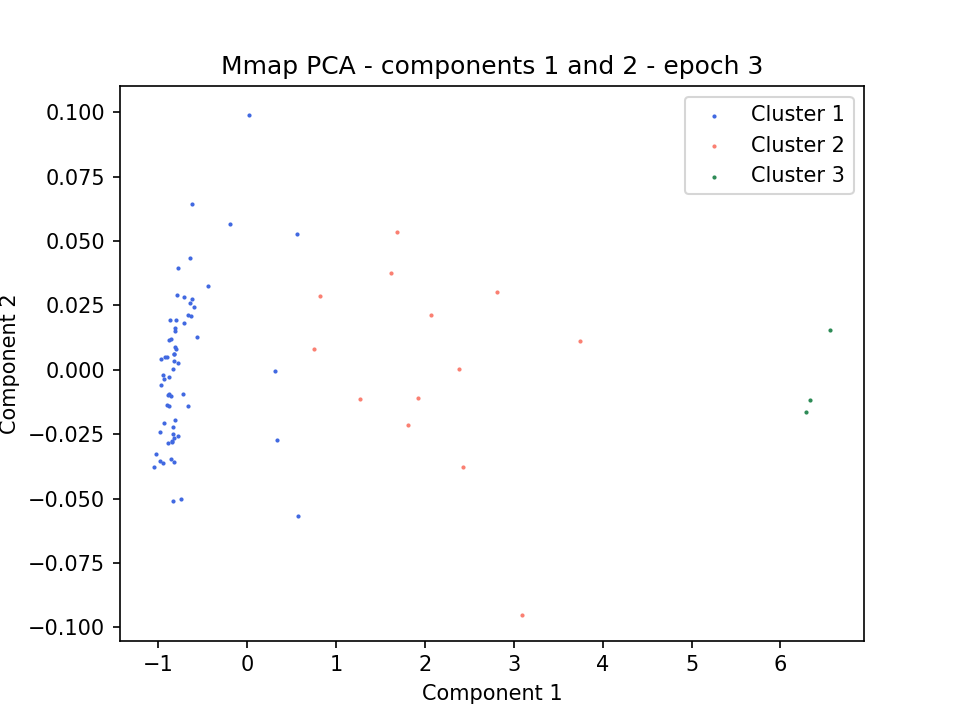 Mmap PCA - components 1 and 2 - epoch 3
Cluster 1
Cluster 2
Cluster 3
0.100
0.075
0.050
0.025
0.000
−0.025
−0.050
−0.075
−0.100
Component 2
−1 0 1 2 3 4 5 6
Component 1